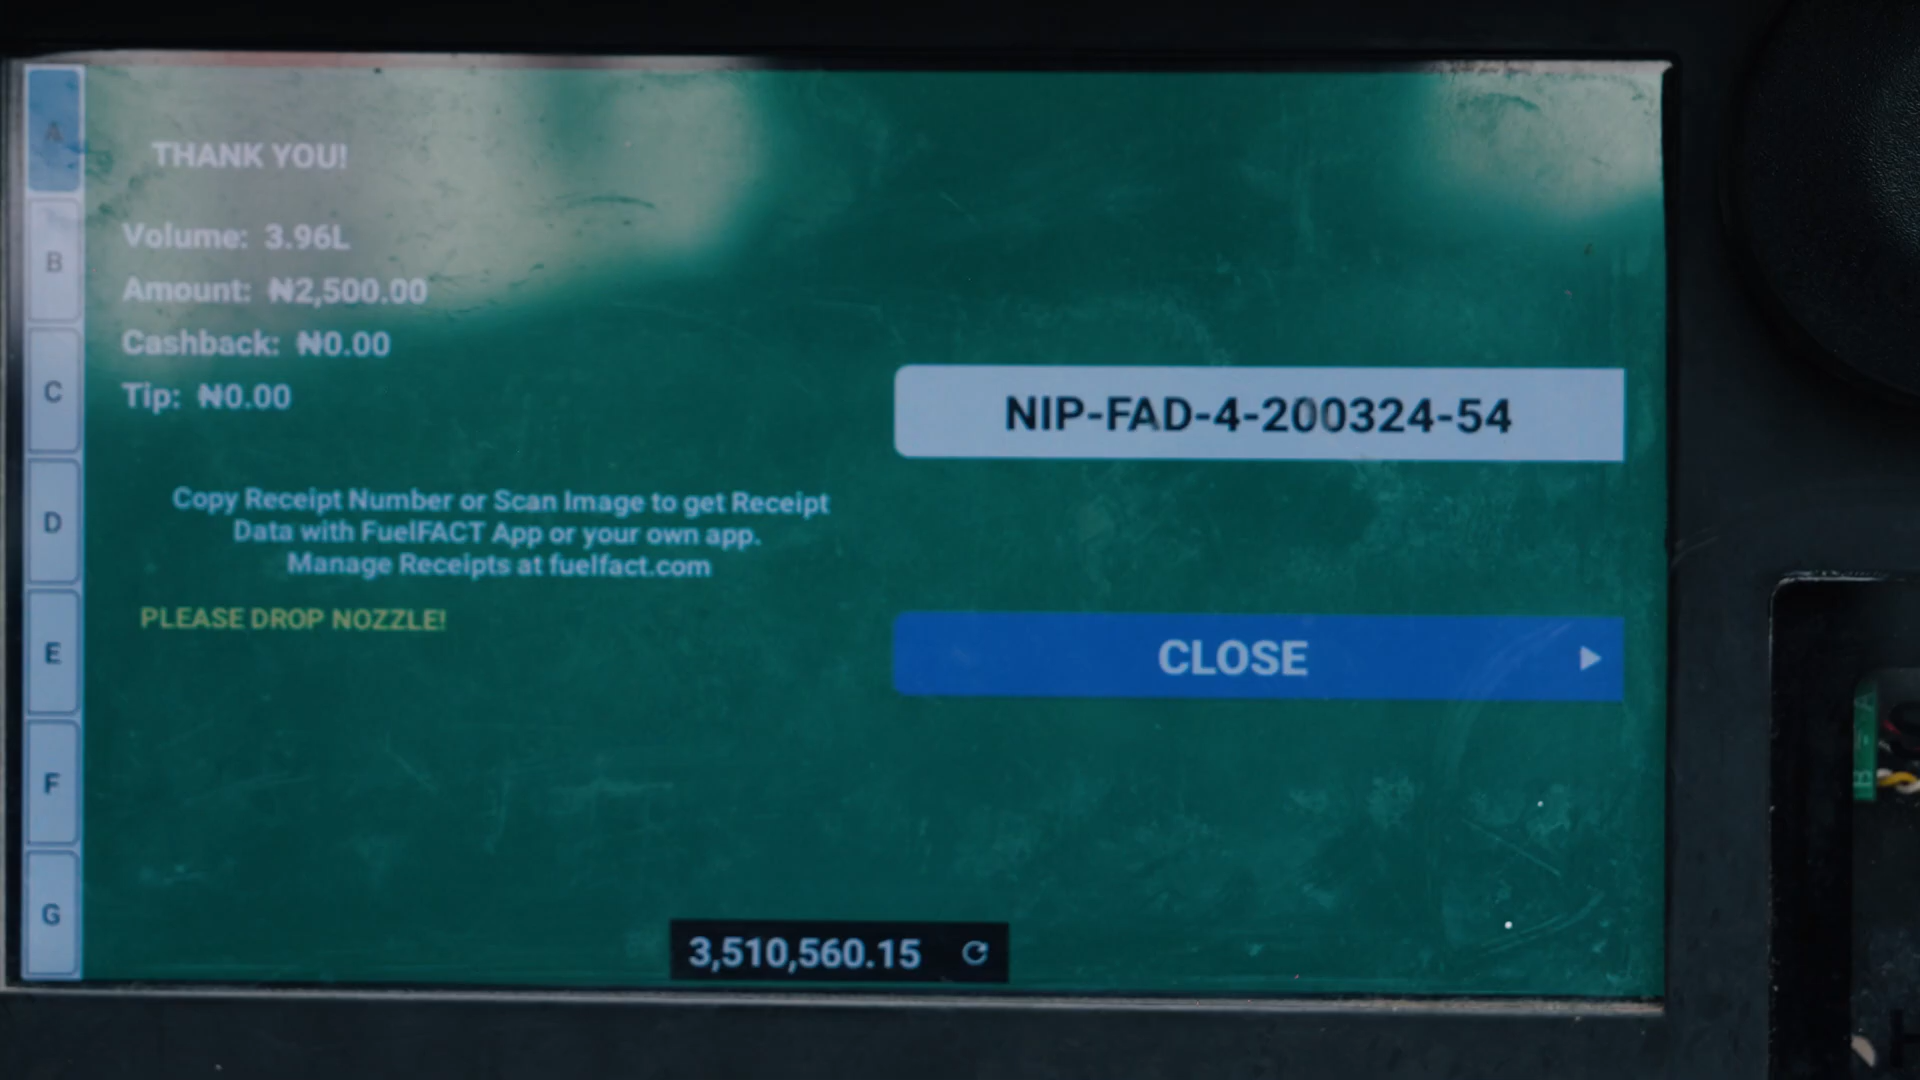 A
B
C
D
E
F
G
THANK YOU!
Volume: 3.96L
Amount: ₦2,500.00
Cashback: ₦0.00
Tip: ₦0.00
Copy Receipt Number or Scan Image to get Receipt
Data with FuelFACT App or your own app.
Manage Receipts at fuelfact.com
PLEASE DROP NOZZLE!
NIP-FAD-4-200324-54
CLOSE
3,510,560.15
A
B